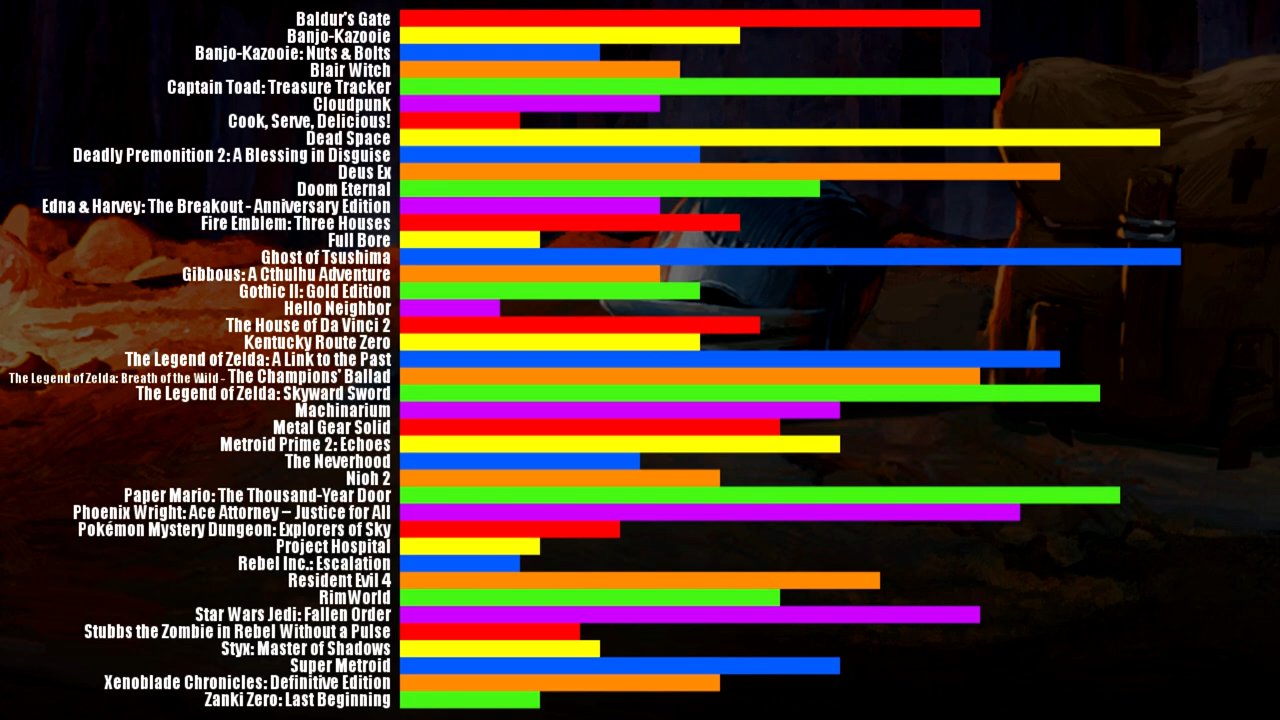 Baldur's Gate
Banjo-Kazooie
Banjo-Kazooie: Nuts & Bolts
Blair Witch
Captain Toad: Treasure Tracker
Cloudpunk
Cook, Serve, Delicious!
Dead Space
Deadly Premonition 2: A Blessing in Disguise
Deus Ex
Doom Eternal
Edna & Harvey: The Breakout - Anniversary Edition
Fire Emblem: Three Houses
Full Bore
Ghost of Tsushima
Gibbous: A Cthulhu Adventure
Gothic II: Gold Edition
Hello Neighbor
The House of Da Vinci 2
Kentucky Route Zero
The Legend of Zelda: A Link to the Past
The Legend of Zelda: Breath of the Wild - The Champions' Ballad
The Legend of Zelda: Skyward Sword
Machinarium
Metal Gear Solid
Metroid Prime 2: Echoes
The Neverhood
Nioh 2
Paper Mario: The Thousand-Year Door
Phoenix Wright: Ace Attorney – Justice for All
Pokémon Mystery Dungeon: Explorers of Sky
Project Hospital
Rebel Inc.: Escalation
Resident Evil 4
RimWorld
Star Wars Jedi: Fallen Order
Stubbs the Zombie in Rebel Without a Pulse
Styx: Master of Shadows
Super Metroid
Xenoblade Chronicles: Definitive Edition
Zanki Zero: Last Beginning